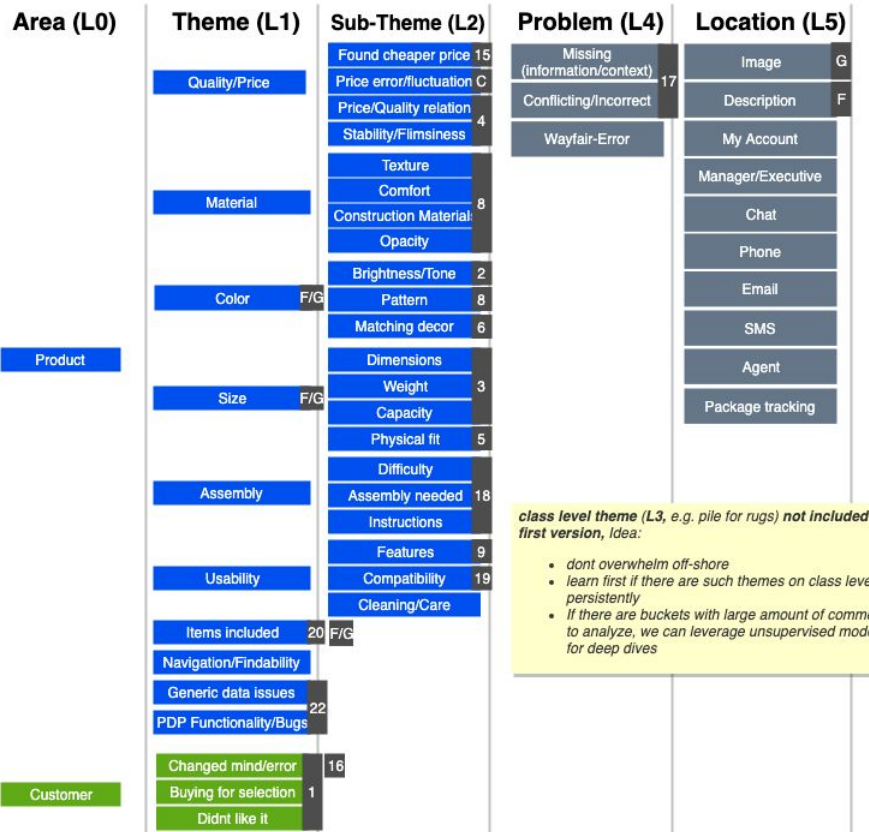 Area (L0)
Theme (L1)
Sub-Theme (L2)
Problem (L4)
Location (L5)
Product
Customer
Quality/Price
Material
Color F/G
Size F/G
Assembly
Usability
Items included 20 F/G
Navigation/Findability
Generic data issues
PDP Functionality/Bugs
22
Changed mind/error 16
Buying for selection
Didnt like it
1
Found cheaper price 15
Price error/fluctuation C
Price/Quality relation
Stability/Flimsiness
4
Texture
Comfort
Construction Materials
Opacity
8
Brightness/Tone 2
Pattern 8
Matching decor 6
Dimensions
Weight
Capacity
3
Physical fit 5
Difficulty
Assembly needed
Instructions
18
Features 9
Compatibility 19
Cleaning/Care
Missing
(information/context)
Conflicting/Incorrect
17
Wayfair-Error
Image G
Description F
My Account
Manager/Executive
Chat
Phone
Email
SMS
Agent
Package tracking
class level theme (L3, e.g. pile for rugs) not included
first version, Idea:
• dont overwhelm off-shore
• learn first if there are such themes on class leve
persistently
• If there are buckets with large amount of comme
to analyze, we can leverage unsupervised mode
for deep dives